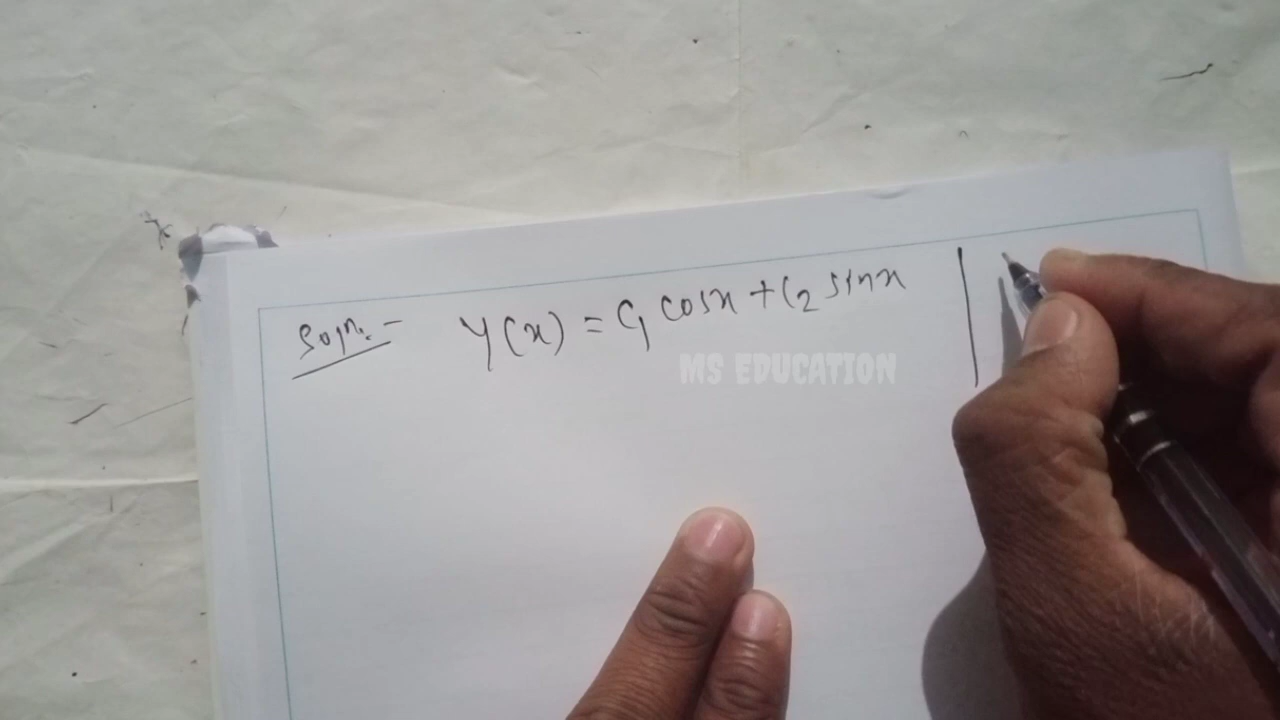 Soln:- y(x) = C1 cosx + C2 sinx
MS EDUCATION